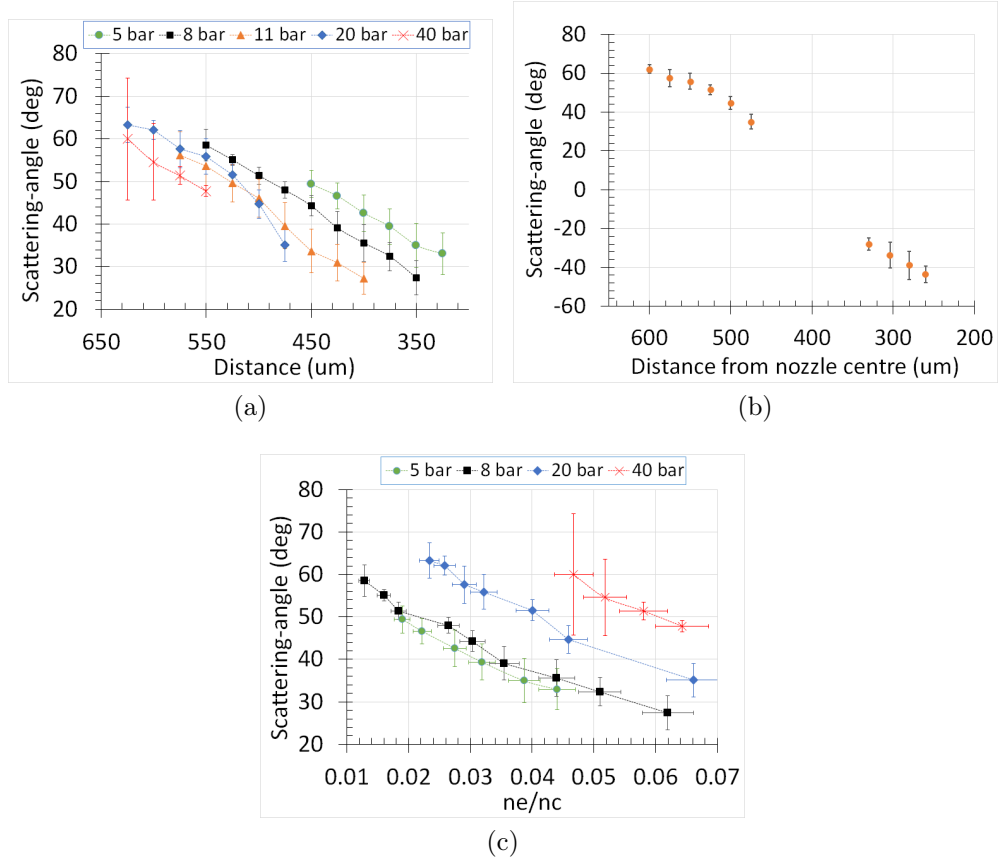 5 bar 8 bar 11 bar 20 bar 40 bar
Scattering-angle (deg)
80
70
60
50
40
30
20
650 550 450 350
Distance (um)
(a)
Scattering-angle (deg)
80
60
40
20
0
-20
-40
-60
600 500 400 300 200
Distance from nozzle centre (um)
(b)
5 bar 8 bar 20 bar 40 bar
Scattering-angle (deg)
80
70
60
50
40
30
20
0.01 0.02 0.03 0.04 0.05 0.06 0.07
ne/nc
(c)